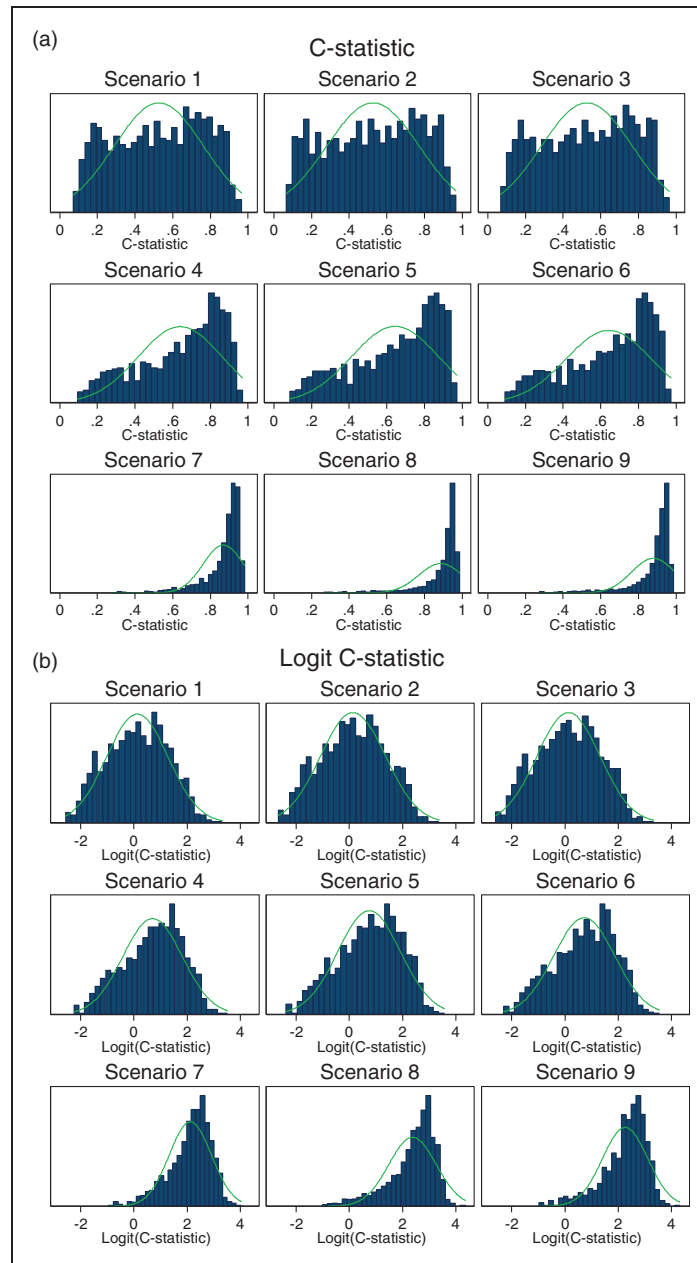 (a)
C-statistic
Scenario 1 Scenario 2 Scenario 3
0 .2 .4 .6 .8 1 0 .2 .4 .6 .8 1 0 .2 .4 .6 .8 1
C-statistic C-statistic C-statistic
Scenario 4 Scenario 5 Scenario 6
0 .2 .4 .6 .8 1 0 .2 .4 .6 .8 1 0 .2 .4 .6 .8 1
C-statistic C-statistic C-statistic
Scenario 7 Scenario 8 Scenario 9
0 .2 .4 .6 .8 1 0 .2 .4 .6 .8 1 0 .2 .4 .6 .8 1
C-statistic C-statistic C-statistic
(b)
Logit C-statistic
Scenario 1 Scenario 2 Scenario 3
-2 0 2 4 -2 0 2 4 -2 0 2 4
Logit(C-statistic) Logit(C-statistic) Logit(C-statistic)
Scenario 4 Scenario 5 Scenario 6
-2 0 2 4 -2 0 2 4 -2 0 2 4
Logit(C-statistic) Logit(C-statistic) Logit(C-statistic)
Scenario 7 Scenario 8 Scenario 9
-2 0 2 4 -2 0 2 4 -2 0 2 4
Logit(C-statistic) Logit(C-statistic) Logit(C-statistic)